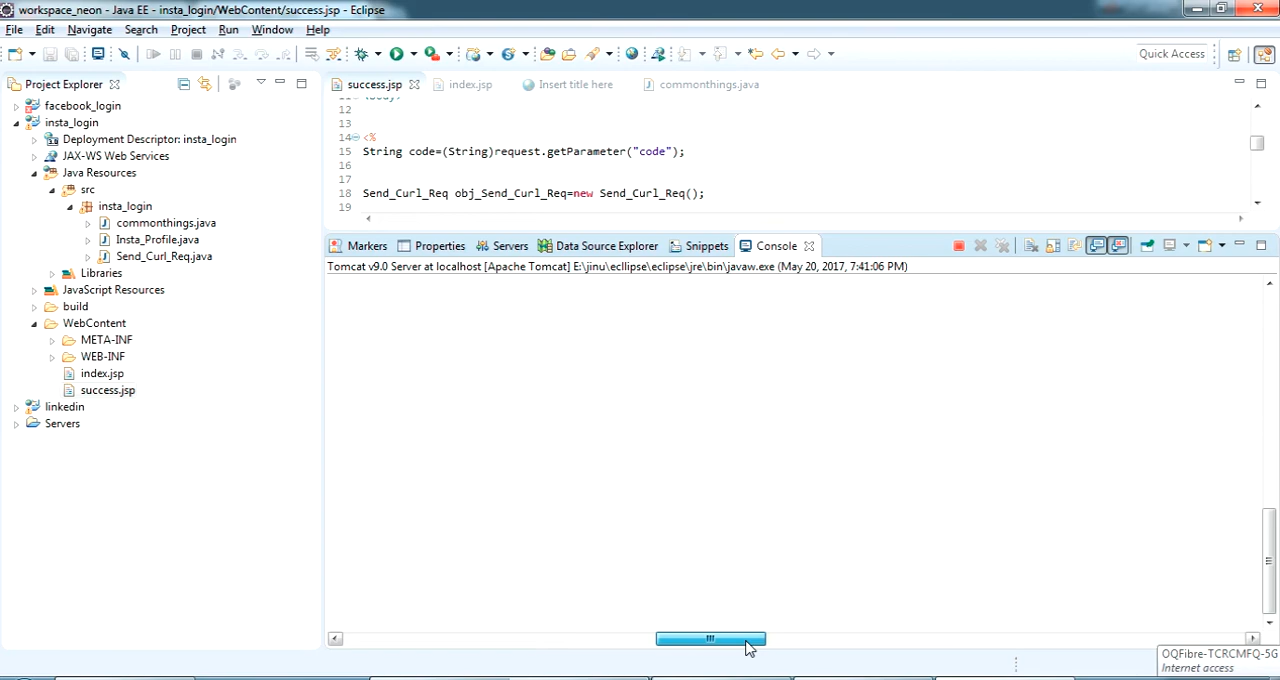 workspace_neon - Java EE - insta_login/WebContent/success.jsp - Eclipse
File Edit Navigate Search Project Run Window Help
Quick Access
Project Explorer
success.jsp index.jsp Insert title here commonthings.java
facebook_login
insta_login
Deployment Descriptor: insta_login
JAX-WS Web Services
Java Resources
src
insta_login
commonthings.java
Insta_Profile.java
Send_Curl_Req.java
Libraries
JavaScript Resources
build
WebContent
META-INF
WEB-INF
index.jsp
success.jsp
linkedin
Servers
11 <body>
12
13
14 <%
15 String code=(String)request.getParameter("code");
16
17
18 Send_Curl_Req obj_Send_Curl_Req=new Send_Curl_Req();
19
Markers Properties Servers Data Source Explorer Snippets Console
Tomcat v9.0 Server at localhost [Apache Tomcat] E:\jinu\ecllipse\eclipse\jre\bin\javaw.exe (May 20, 2017, 7:41:06 PM)
OQFibre-TCRCMFQ-5G
Internet access